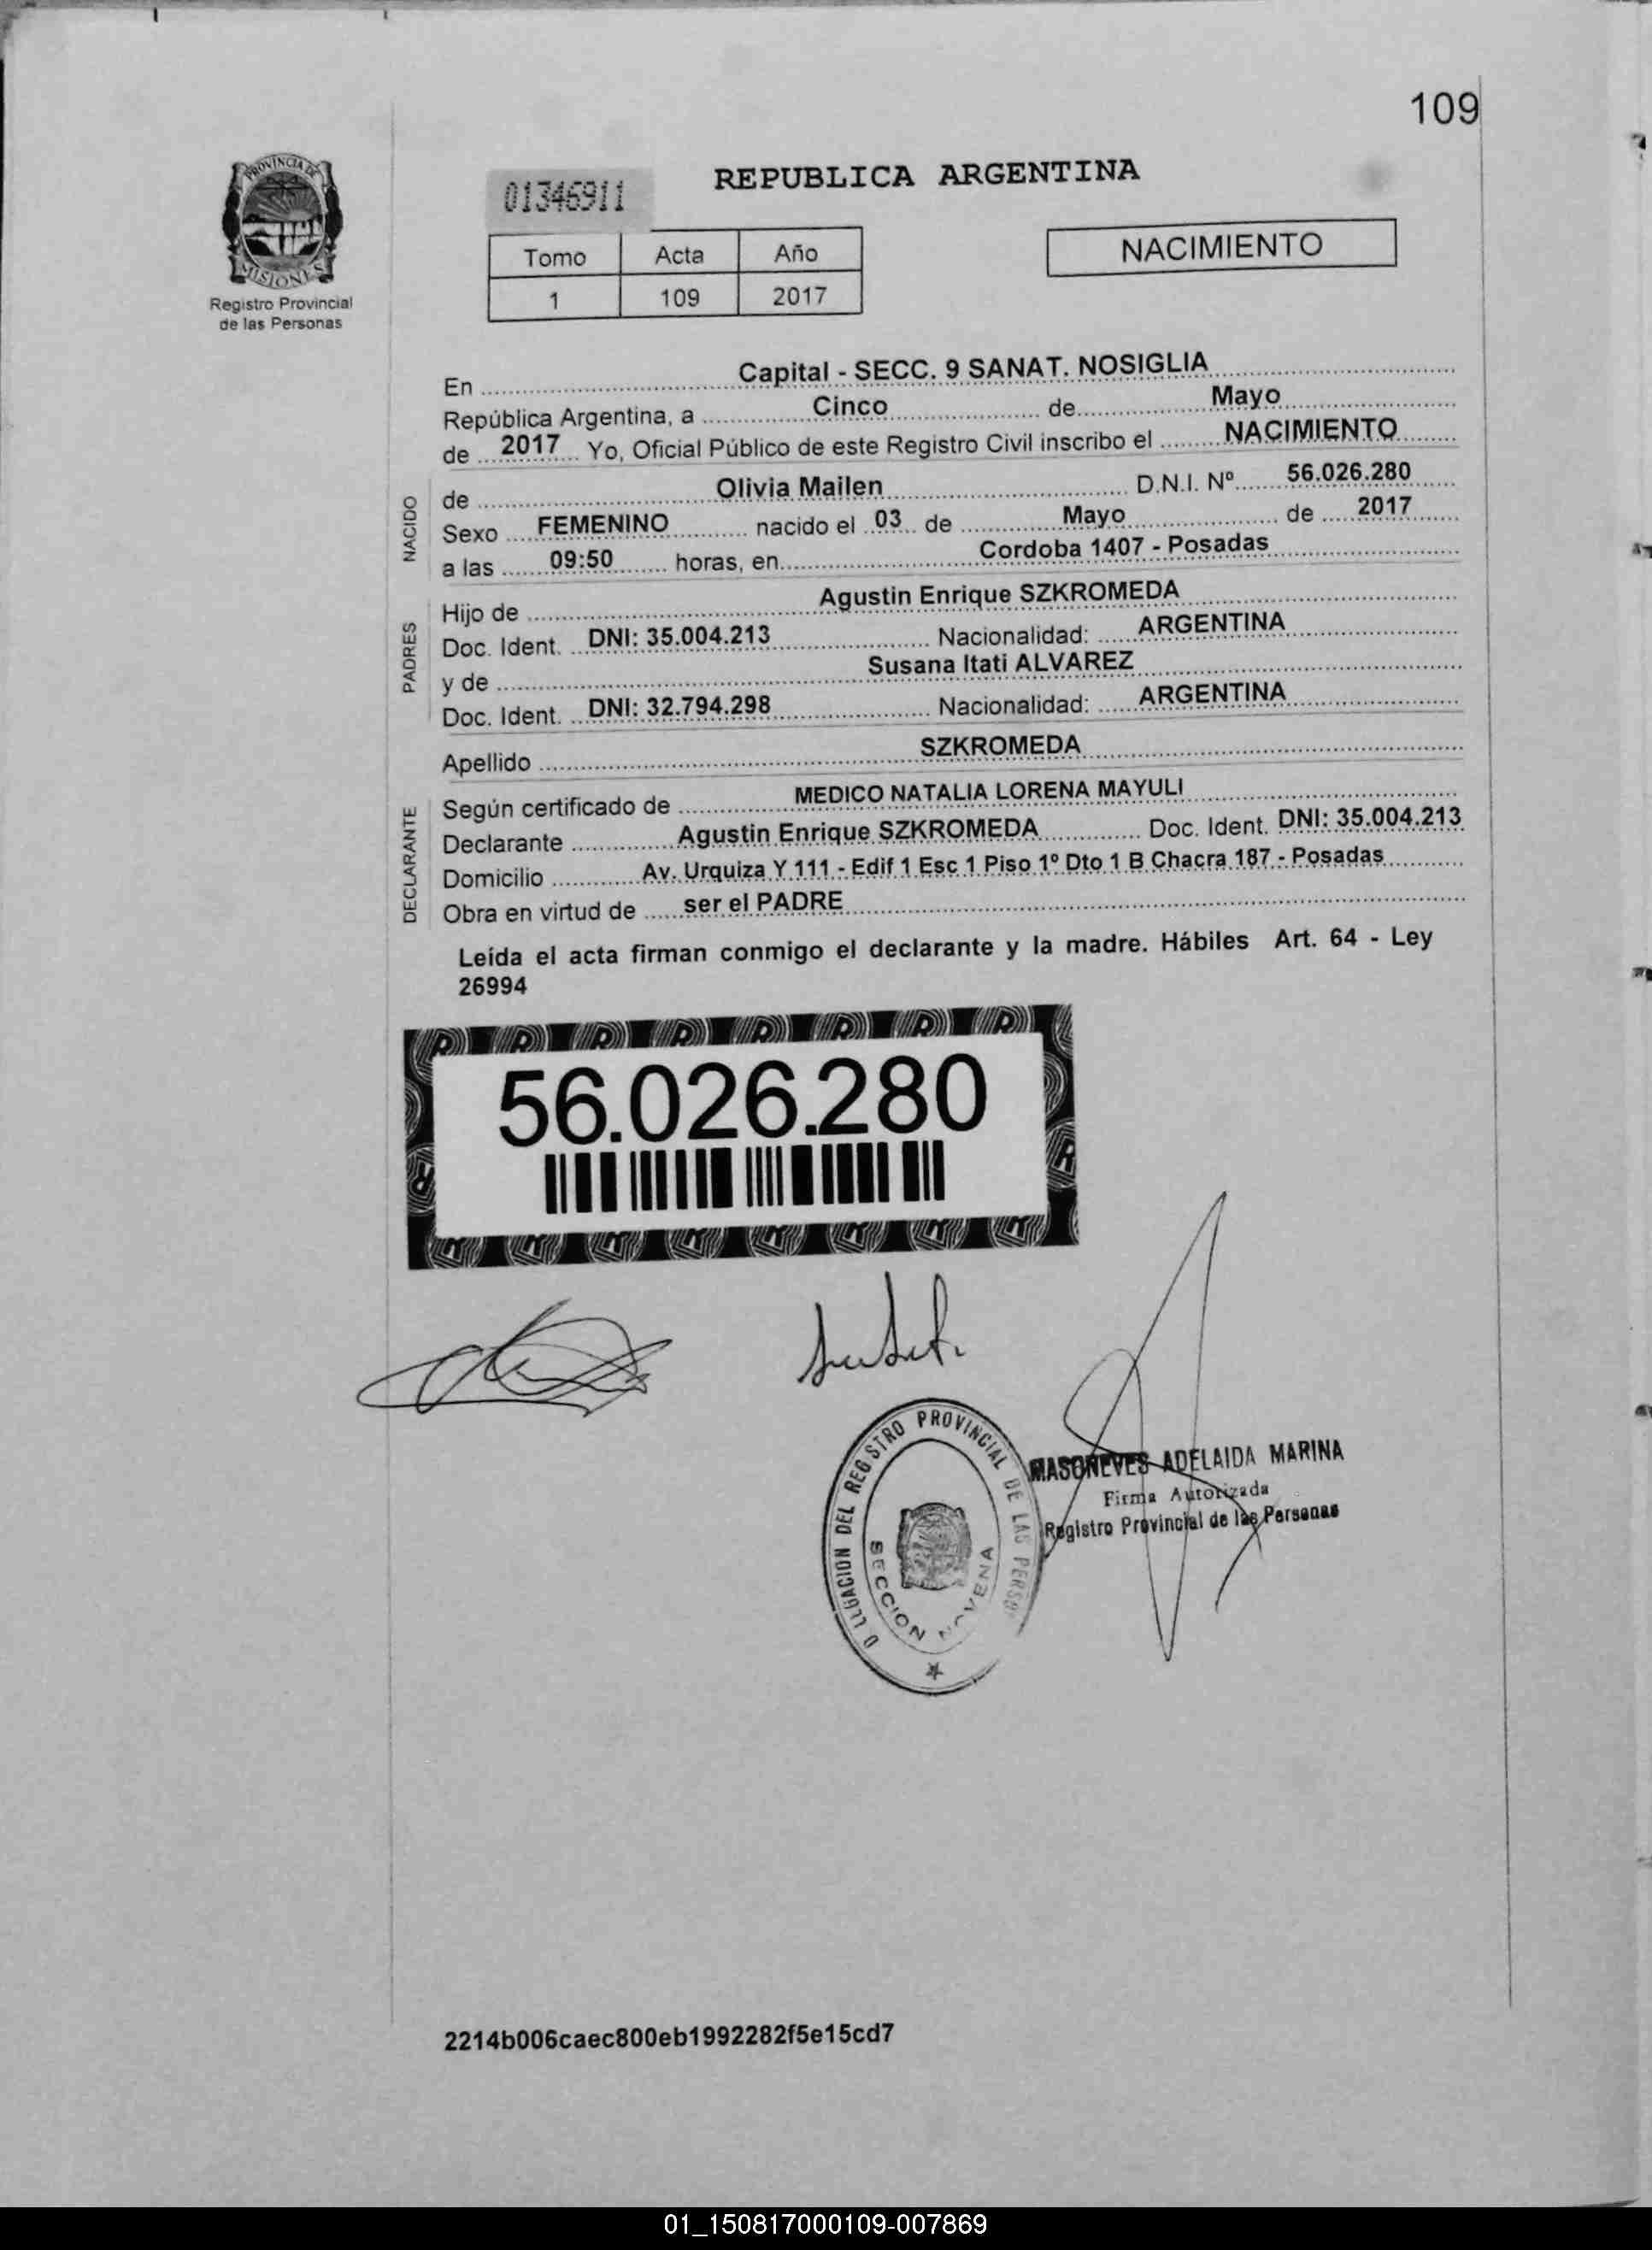 109
PROVINCIA DE
MISIONES
Registro Provincial
de las Personas
01346911
REPUBLICA ARGENTINA
Tomo Acta Año
1 109 2017
NACIMIENTO
En Capital - SECC. 9 SANAT. NOSIGLIA
República Argentina, a Cinco de Mayo
de 2017 Yo, Oficial Público de este Registro Civil inscribo el NACIMIENTO
NACIDO
de Olivia Mailen D.N.I. Nº 56.026.280
Sexo FEMENINO nacido el 03 de Mayo de 2017
a las 09:50 horas, en Cordoba 1407 - Posadas
PADRES
Hijo de Agustin Enrique SZKROMEDA
Doc. Ident. DNI: 35.004.213 Nacionalidad: ARGENTINA
y de Susana Itati ALVAREZ
Doc. Ident. DNI: 32.794.298 Nacionalidad: ARGENTINA
Apellido SZKROMEDA
DECLARANTE
Según certificado de MEDICO NATALIA LORENA MAYULI
Declarante Agustin Enrique SZKROMEDA Doc. Ident. DNI: 35.004.213
Domicilio Av. Urquiza Y 111 - Edif 1 Esc 1 Piso 1º Dto 1 B Chacra 187 - Posadas
Obra en virtud de ser el PADRE
Leída el acta firman conmigo el declarante y la madre. Hábiles Art. 64 - Ley
26994
56.026.280
DEL REGISTRO PROVINCIAL DE LAS
SECCION NOVENA
MASGNEVES ADELAIDA MARINA
Firma Autorizada
Registro Provincial de las Personas
2214b006caec800eb1992282f5e15cd7
01_150817000109-007869